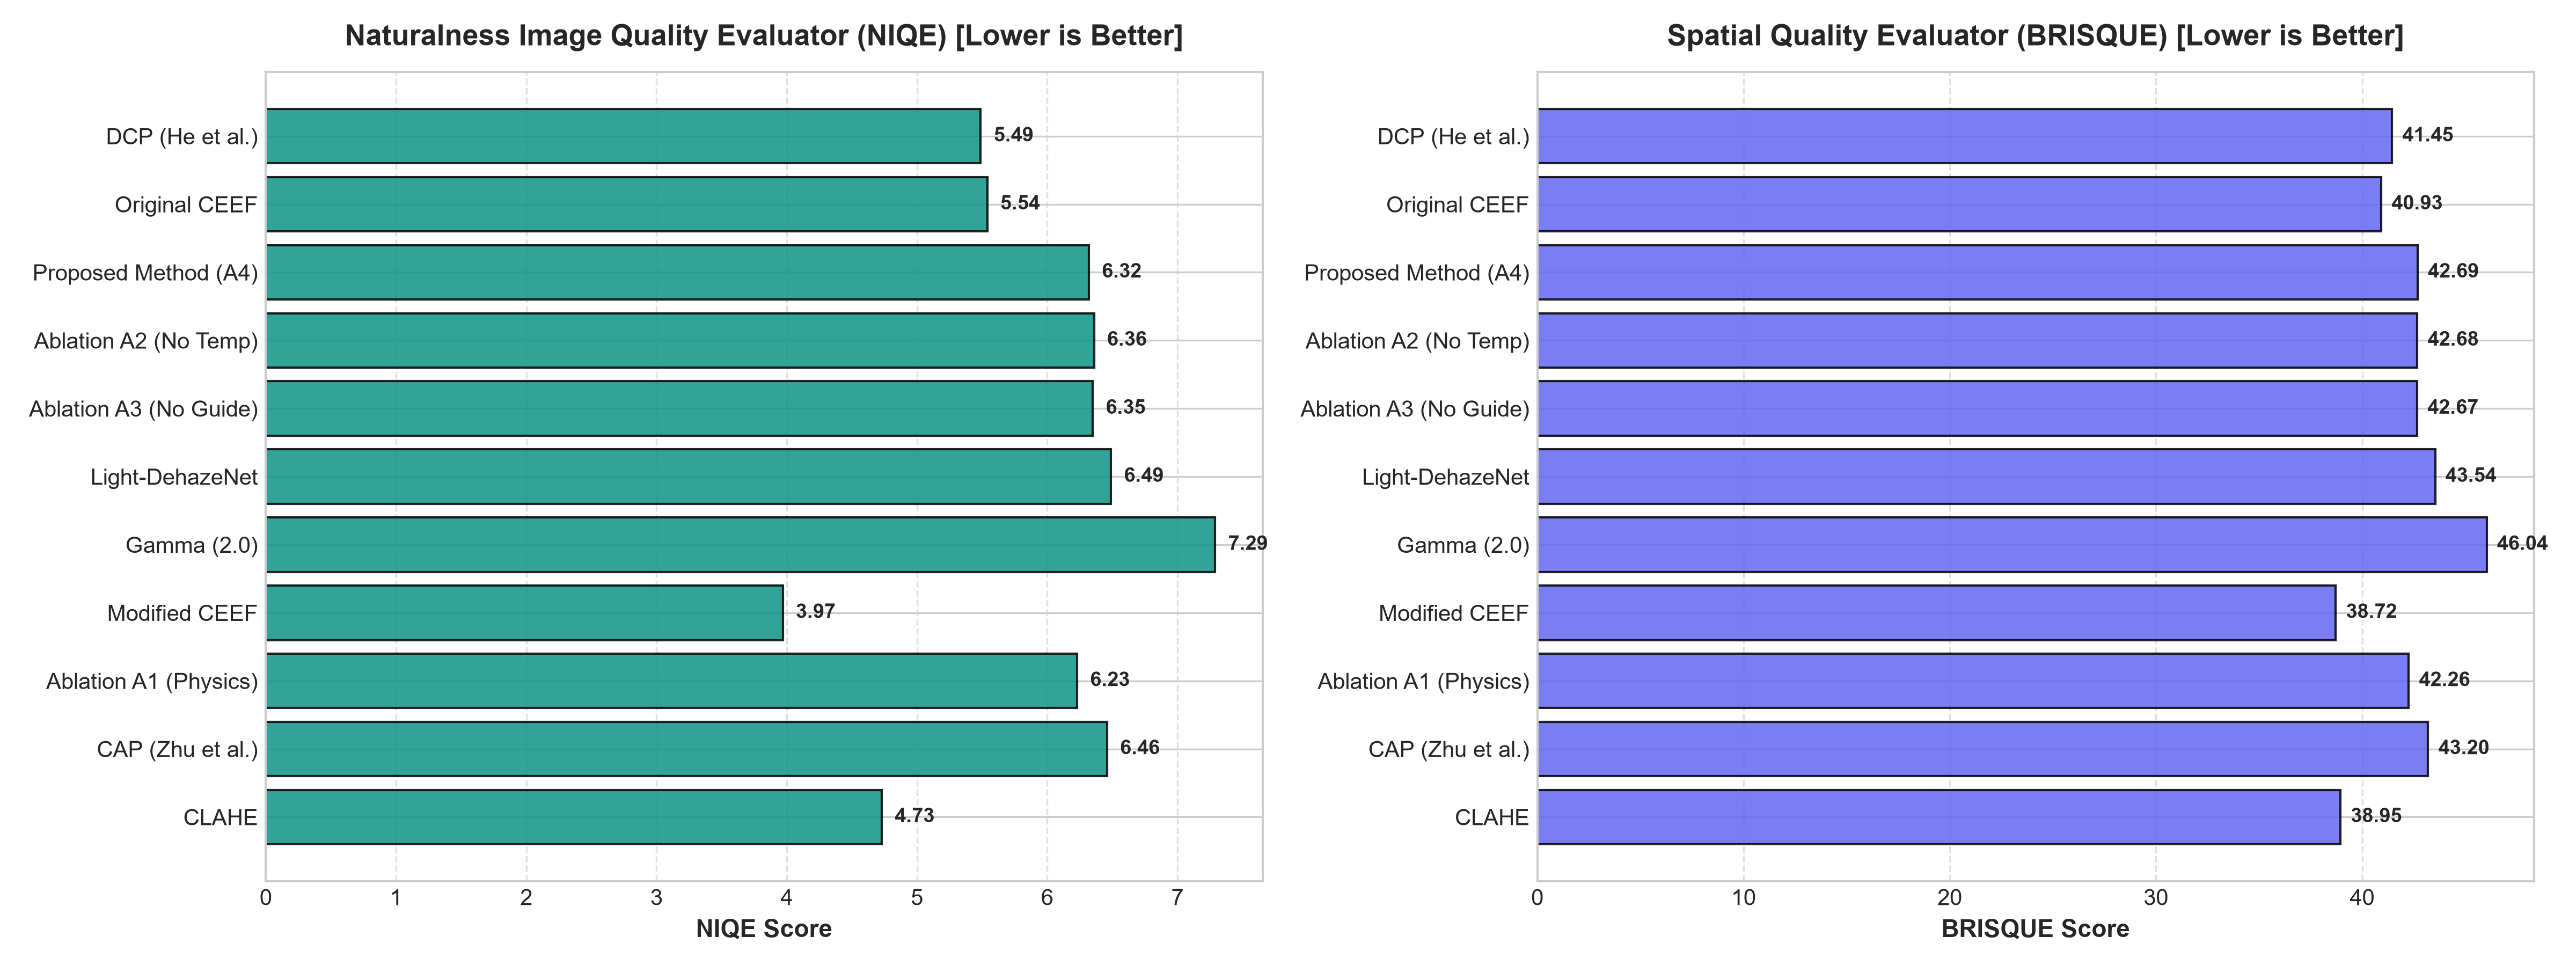 Naturalness Image Quality Evaluator (NIQE) [Lower is Better]
DCP (He et al.) 5.49
Original CEEF 5.54
Proposed Method (A4) 6.32
Ablation A2 (No Temp) 6.36
Ablation A3 (No Guide) 6.35
Light-DehazeNet 6.49
Gamma (2.0) 7.29
Modified CEEF 3.97
Ablation A1 (Physics) 6.23
CAP (Zhu et al.) 6.46
CLAHE 4.73
0 1 2 3 4 5 6 7
NIQE Score
Spatial Quality Evaluator (BRISQUE) [Lower is Better]
DCP (He et al.) 41.45
Original CEEF 40.93
Proposed Method (A4) 42.69
Ablation A2 (No Temp) 42.68
Ablation A3 (No Guide) 42.67
Light-DehazeNet 43.54
Gamma (2.0) 46.04
Modified CEEF 38.72
Ablation A1 (Physics) 42.26
CAP (Zhu et al.) 43.20
CLAHE 38.95
0 10 20 30 40
BRISQUE Score